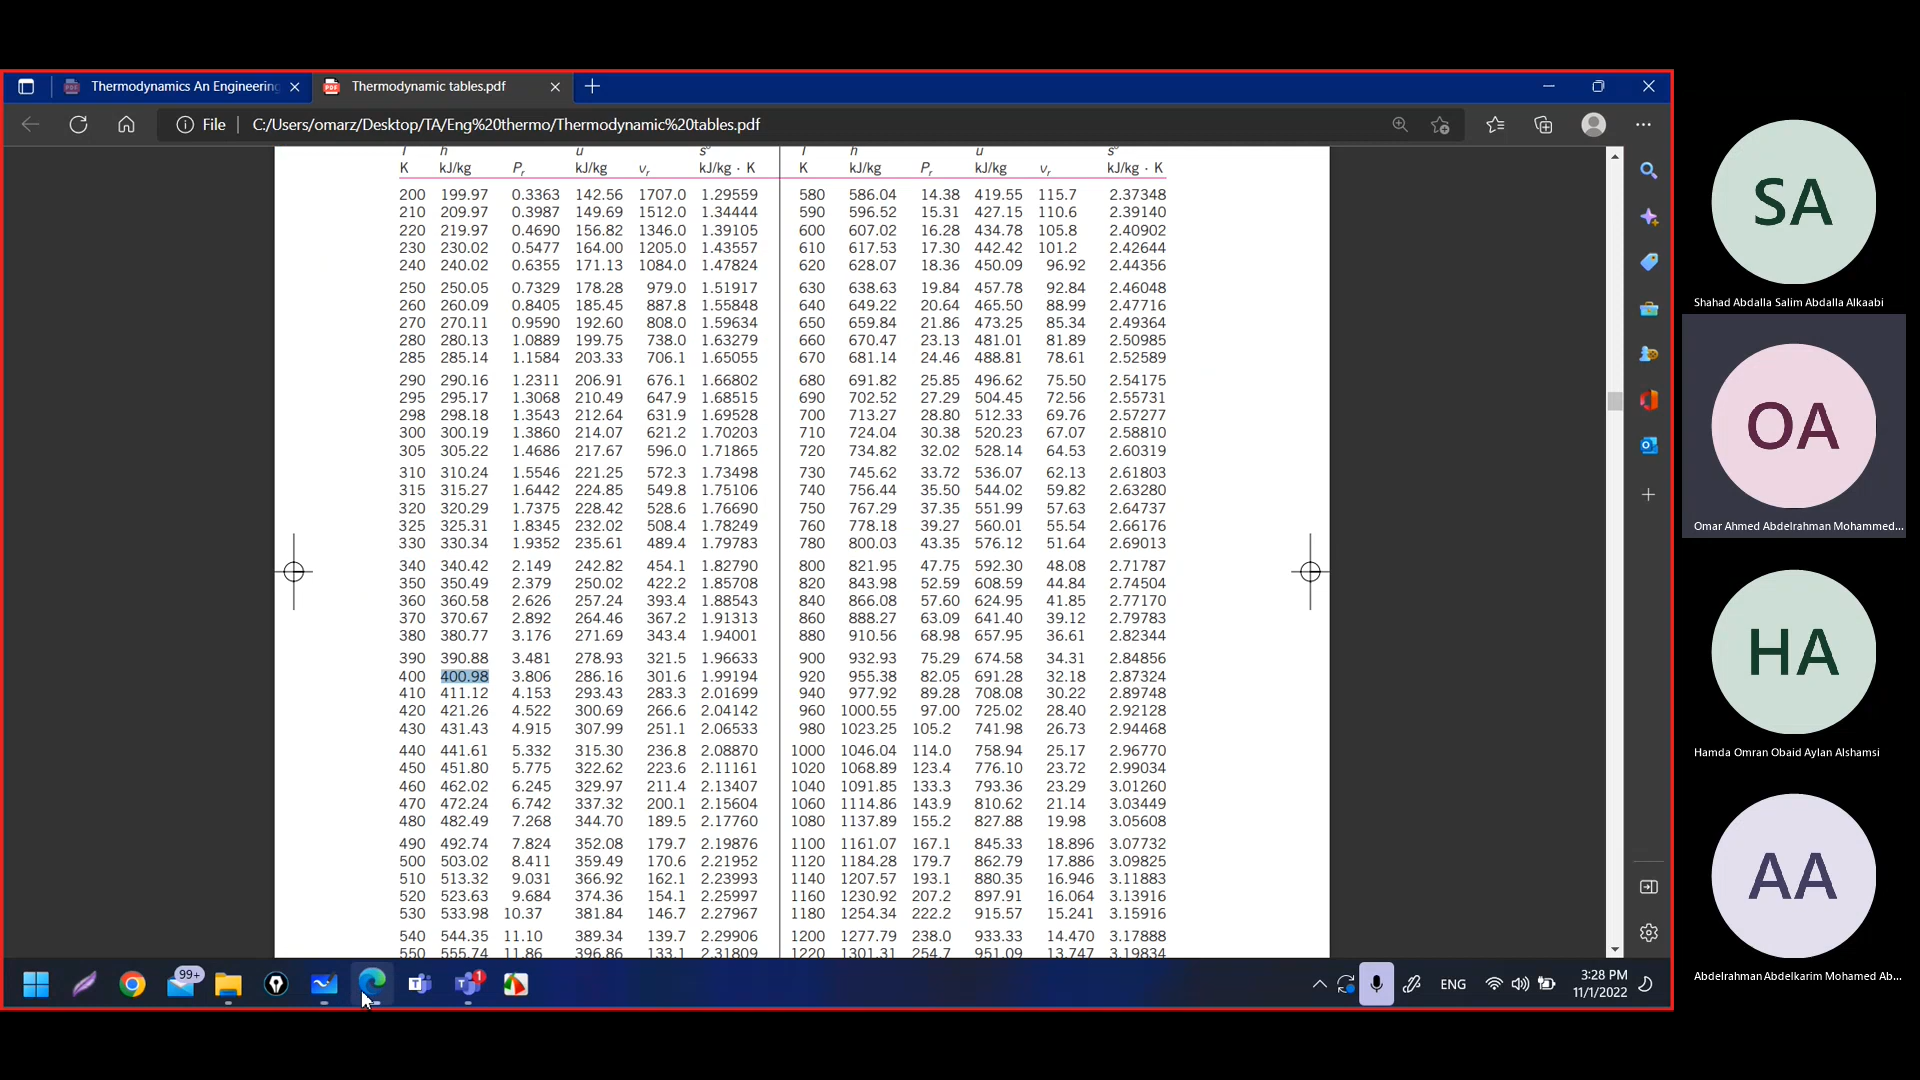 Thermodynamics An Engineering
Thermodynamic tables.pdf
File C:/Users/omarz/Desktop/TA/Eng%20thermo/Thermodynamic%20tables.pdf
T h u s° T h u s°
K kJ/kg Pr kJ/kg vr kJ/kg · K K kJ/kg Pr kJ/kg vr kJ/kg · K
200 199.97 0.3363 142.56 1707.0 1.29559 580 586.04 14.38 419.55 115.7 2.37348
210 209.97 0.3987 149.69 1512.0 1.34444 590 596.52 15.31 427.15 110.6 2.39140
220 219.97 0.4690 156.82 1346.0 1.39105 600 607.02 16.28 434.78 105.8 2.40902
230 230.02 0.5477 164.00 1205.0 1.43557 610 617.53 17.30 442.42 101.2 2.42644
240 240.02 0.6355 171.13 1084.0 1.47824 620 628.07 18.36 450.09 96.92 2.44356
250 250.05 0.7329 178.28 979.0 1.51917 630 638.63 19.84 457.78 92.84 2.46048
260 260.09 0.8405 185.45 887.8 1.55848 640 649.22 20.64 465.50 88.99 2.47716
270 270.11 0.9590 192.60 808.0 1.59634 650 659.84 21.86 473.25 85.34 2.49364
280 280.13 1.0889 199.75 738.0 1.63279 660 670.47 23.13 481.01 81.89 2.50985
285 285.14 1.1584 203.33 706.1 1.65055 670 681.14 24.46 488.81 78.61 2.52589
290 290.16 1.2311 206.91 676.1 1.66802 680 691.82 25.85 496.62 75.50 2.54175
295 295.17 1.3068 210.49 647.9 1.68515 690 702.52 27.29 504.45 72.56 2.55731
298 298.18 1.3543 212.64 631.9 1.69528 700 713.27 28.80 512.33 69.76 2.57277
300 300.19 1.3860 214.07 621.2 1.70203 710 724.04 30.38 520.23 67.07 2.58810
305 305.22 1.4686 217.67 596.0 1.71865 720 734.82 32.02 528.14 64.53 2.60319
310 310.24 1.5546 221.25 572.3 1.73498 730 745.62 33.72 536.07 62.13 2.61803
315 315.27 1.6442 224.85 549.8 1.75106 740 756.44 35.50 544.02 59.82 2.63280
320 320.29 1.7375 228.42 528.6 1.76690 750 767.29 37.35 551.99 57.63 2.64737
325 325.31 1.8345 232.02 508.4 1.78249 760 778.18 39.27 560.01 55.54 2.66176
330 330.34 1.9352 235.61 489.4 1.79783 780 800.03 43.35 576.12 51.64 2.69013
340 340.42 2.149 242.82 454.1 1.82790 800 821.95 47.75 592.30 48.08 2.71787
350 350.49 2.379 250.02 422.2 1.85708 820 843.98 52.59 608.59 44.84 2.74504
360 360.58 2.626 257.24 393.4 1.88543 840 866.08 57.60 624.95 41.85 2.77170
370 370.67 2.892 264.46 367.2 1.91313 860 888.27 63.09 641.40 39.12 2.79783
380 380.77 3.176 271.69 343.4 1.94001 880 910.56 68.98 657.95 36.61 2.82344
390 390.88 3.481 278.93 321.5 1.96633 900 932.93 75.29 674.58 34.31 2.84856
400 400.98 3.806 286.16 301.6 1.99194 920 955.38 82.05 691.28 32.18 2.87324
410 411.12 4.153 293.43 283.3 2.01699 940 977.92 89.28 708.08 30.22 2.89748
420 421.26 4.522 300.69 266.6 2.04142 960 1000.55 97.00 725.02 28.40 2.92128
430 431.43 4.915 307.99 251.1 2.06533 980 1023.25 105.2 741.98 26.73 2.94468
440 441.61 5.332 315.30 236.8 2.08870 1000 1046.04 114.0 758.94 25.17 2.96770
450 451.80 5.775 322.62 223.6 2.11161 1020 1068.89 123.4 776.10 23.72 2.99034
460 462.02 6.245 329.97 211.4 2.13407 1040 1091.85 133.3 793.36 23.29 3.01260
470 472.24 6.742 337.32 200.1 2.15604 1060 1114.86 143.9 810.62 21.14 3.03449
480 482.49 7.268 344.70 189.5 2.17760 1080 1137.89 155.2 827.88 19.98 3.05608
490 492.74 7.824 352.08 179.7 2.19876 1100 1161.07 167.1 845.33 18.896 3.07732
500 503.02 8.411 359.49 170.6 2.21952 1120 1184.28 179.7 862.79 17.886 3.09825
510 513.32 9.031 366.92 162.1 2.23993 1140 1207.57 193.1 880.35 16.946 3.11883
520 523.63 9.684 374.36 154.1 2.25997 1160 1230.92 207.2 897.91 16.064 3.13916
530 533.98 10.37 381.84 146.7 2.27967 1180 1254.34 222.2 915.57 15.241 3.15916
540 544.35 11.10 389.34 139.7 2.29906 1200 1277.79 238.0 933.33 14.470 3.17888
550 555.74 11.86 396.86 133.1 2.31809 1220 1301.31 254.7 951.09 13.747 3.19834
SA
Shahad Abdalla Salim Abdalla Alkaabi
OA
Omar Ahmed Abdelrahman Mohammed...
HA
Hamda Omran Obaid Aylan Alshamsi
AA
Abdelrahman Abdelkarim Mohamed Ab...
99+
1
ENG
3:28 PM
11/1/2022